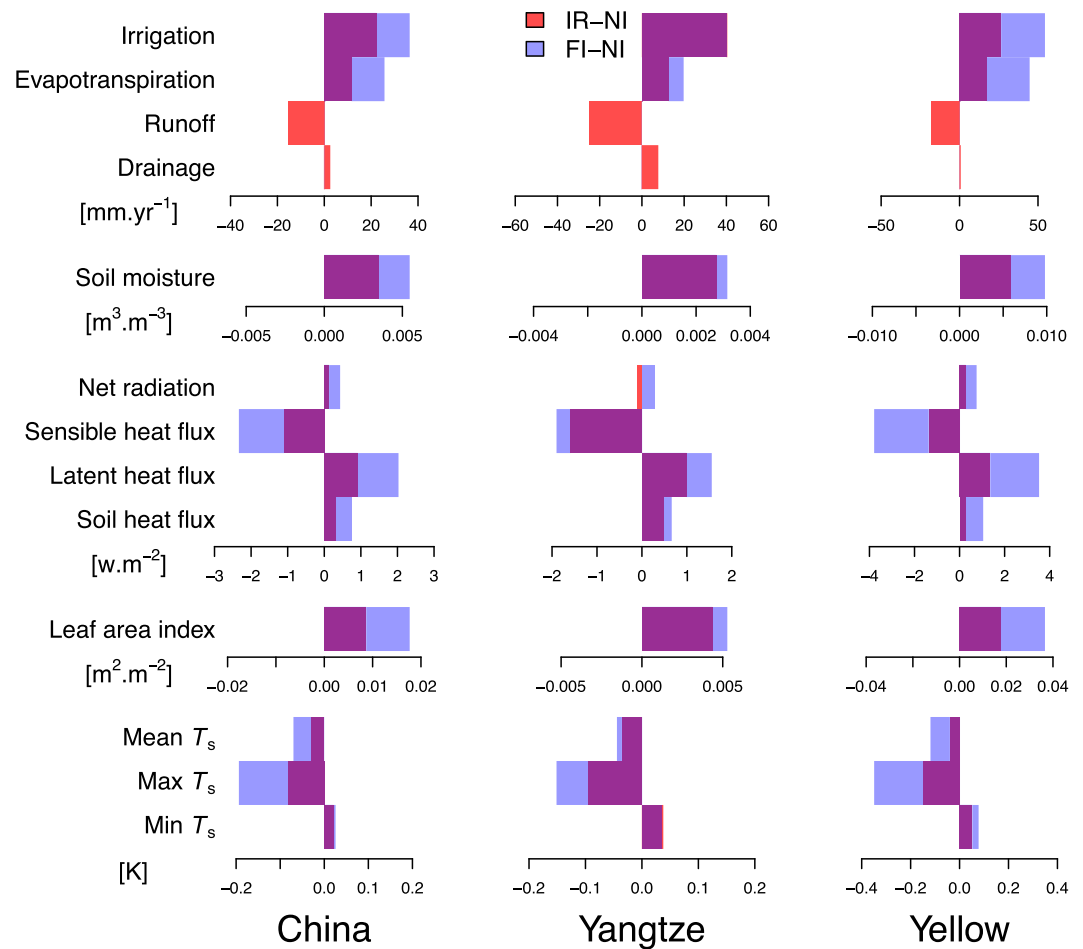 IR−NI
FI−NI
Irrigation
Evapotranspiration
Runoff
Drainage
[mm.yr⁻¹]
−40 −20 0 20 40
−60 −40 −20 0 20 40 60
−50 0 50
Soil moisture
[m³.m⁻³]
−0.005 0.000 0.005
−0.004 0.000 0.004
−0.010 0.000 0.010
Net radiation
Sensible heat flux
Latent heat flux
Soil heat flux
[w.m⁻²]
−3 −2 −1 0 1 2 3
−2 −1 0 1 2
−4 −2 0 2 4
Leaf area index
[m².m⁻²]
−0.02 0.00 0.01 0.02
−0.005 0.005
−0.04 0.00 0.02 0.04
Mean Tₛ
Max Tₛ
Min Tₛ
[K]
−0.2 0.0 0.1 0.2
−0.2 −0.1 0.0 0.1 0.2
−0.4 −0.2 0.0 0.2 0.4
China Yangtze Yellow